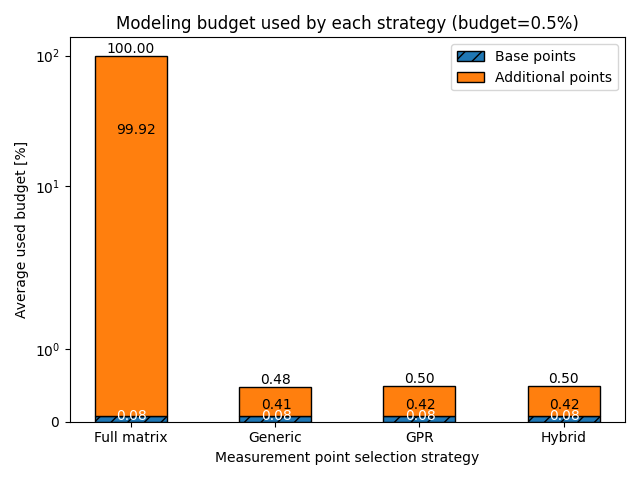 Modeling budget used by each strategy (budget=0.5%)
Base points
Additional points
Average used budget [%]
10²
10¹
10⁰
0
100.00
99.92
0.08
0.48
0.41
0.08
0.50
0.42
0.08
0.50
0.42
0.08
Full matrix
Generic
GPR
Hybrid
Measurement point selection strategy